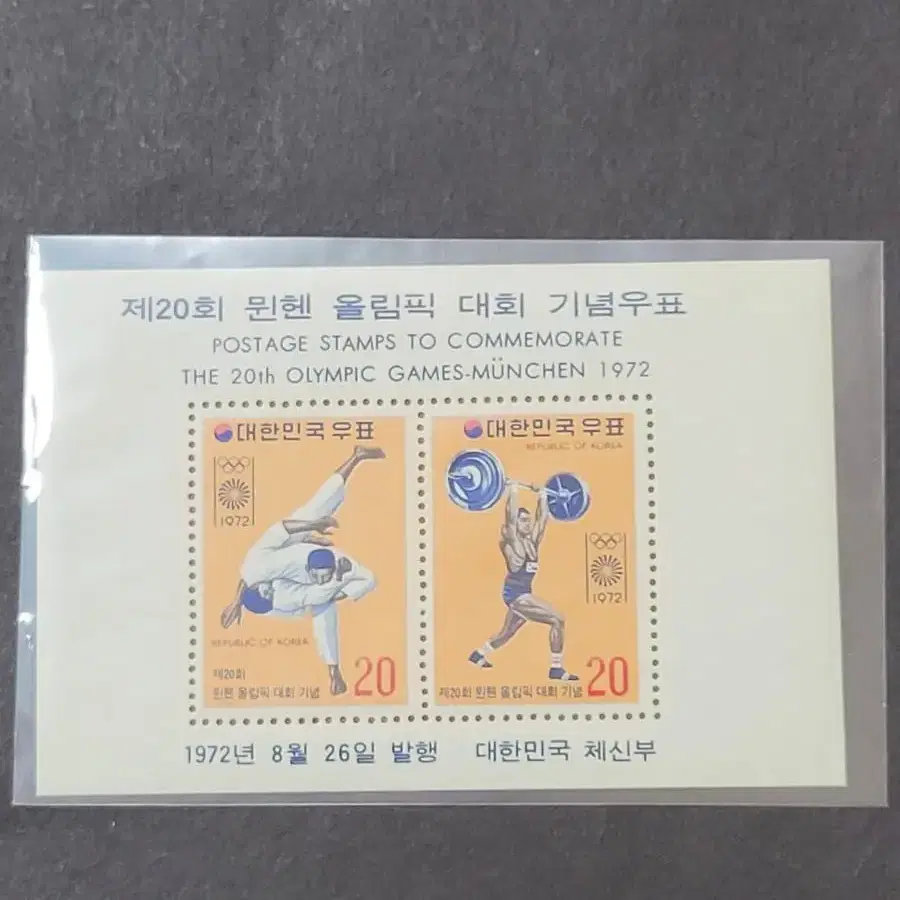 제20회 뮌헨 올림픽 대회 기념우표
POSTAGE STAMPS TO COMMEMORATE
THE 20th OLYMPIC GAMES-MÜNCHEN 1972
대한민국우표
1972
REPUBLIC OF KOREA
제20회
뮌헨 올림픽 대회 기념 20
대한민국우표
REPUBLIC OF KOREA
1972
제20회 뮌헨 올림픽 대회 기념 20
1972년 8월 26일 발행 대한민국 체신부